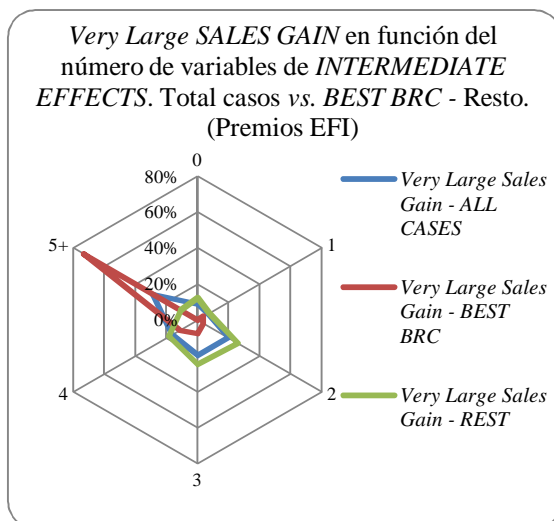 Very Large SALES GAIN en función del
número de variables de INTERMEDIATE
EFFECTS. Total casos vs. BEST BRC - Resto.
(Premios EFI)
0
80%
60%
40%
20%
0%
5+
1
4
2
3
Very Large Sales
Gain - ALL
CASES
Very Large Sales
Gain - BEST
BRC
Very Large Sales
Gain - REST